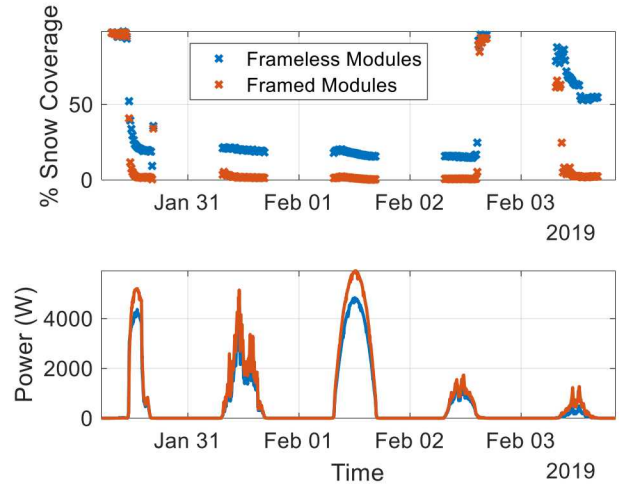 % Snow Coverage
50
0
Frameless Modules
Framed Modules
Jan 31
Feb 01
Feb 02
Feb 03
2019
Power (W)
4000
2000
0
Jan 31
Feb 01
Feb 02
Feb 03
Time
2019